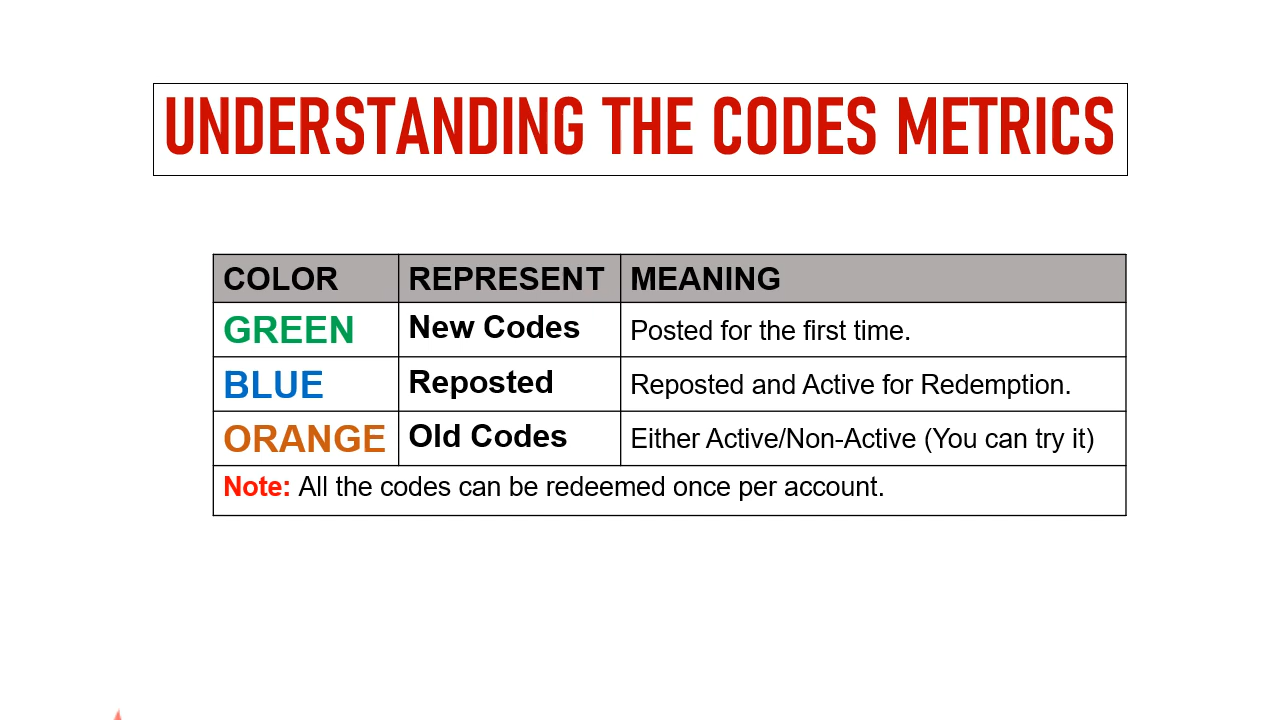 UNDERSTANDING THE CODES METRICS
COLOR REPRESENT MEANING
GREEN New Codes Posted for the first time.
BLUE Reposted Reposted and Active for Redemption.
ORANGE Old Codes Either Active/Non-Active (You can try it)
Note: All the codes can be redeemed once per account.